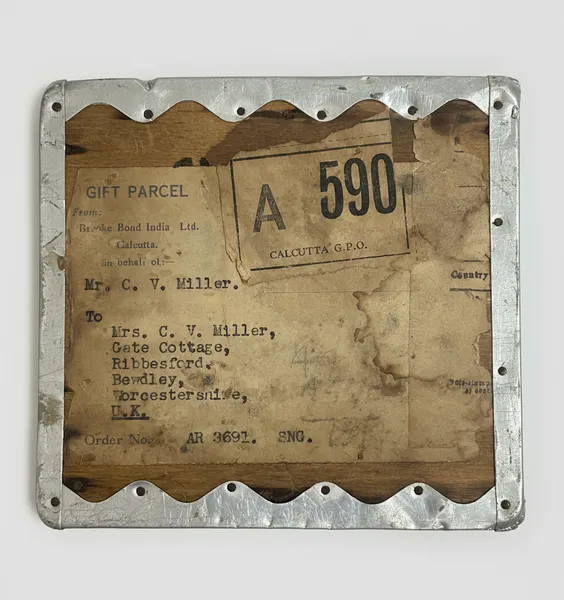 GIFT PARCEL
From:
Brooke Bond India Ltd.
Calcutta.
on behalf of:—
Mr. C. V. Miller.
To
Mrs. C. V. Miller,
Gate Cottage,
Ribbesford,
Bewdley,
Worcestershire,
U.K.
Order No. AR 3691. SNG.
A 590
CALCUTTA G.P.O.
Country